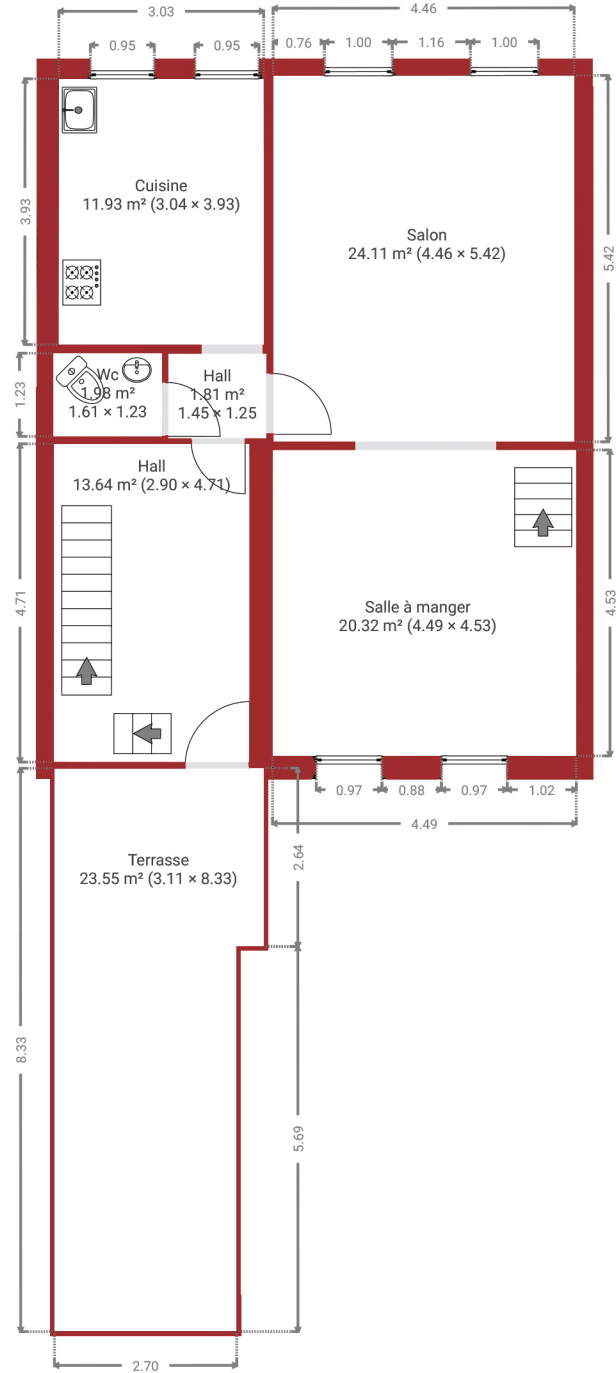 3.03
4.46
0.95
0.95
0.76
1.00
1.16
1.00
Cuisine
11.93 m² (3.04 × 3.93)
3.93
Salon
24.11 m² (4.46 × 5.42)
5.42
Wc
1.98 m²
1.61 × 1.23
Hall
1.81 m²
1.45 × 1.25
1.23
Hall
13.64 m² (2.90 × 4.71)
4.71
Salle à manger
20.32 m² (4.49 × 4.53)
4.53
0.97
0.88
0.97
1.02
4.49
Terrasse
23.55 m² (3.11 × 8.33)
2.64
8.33
5.69
2.70